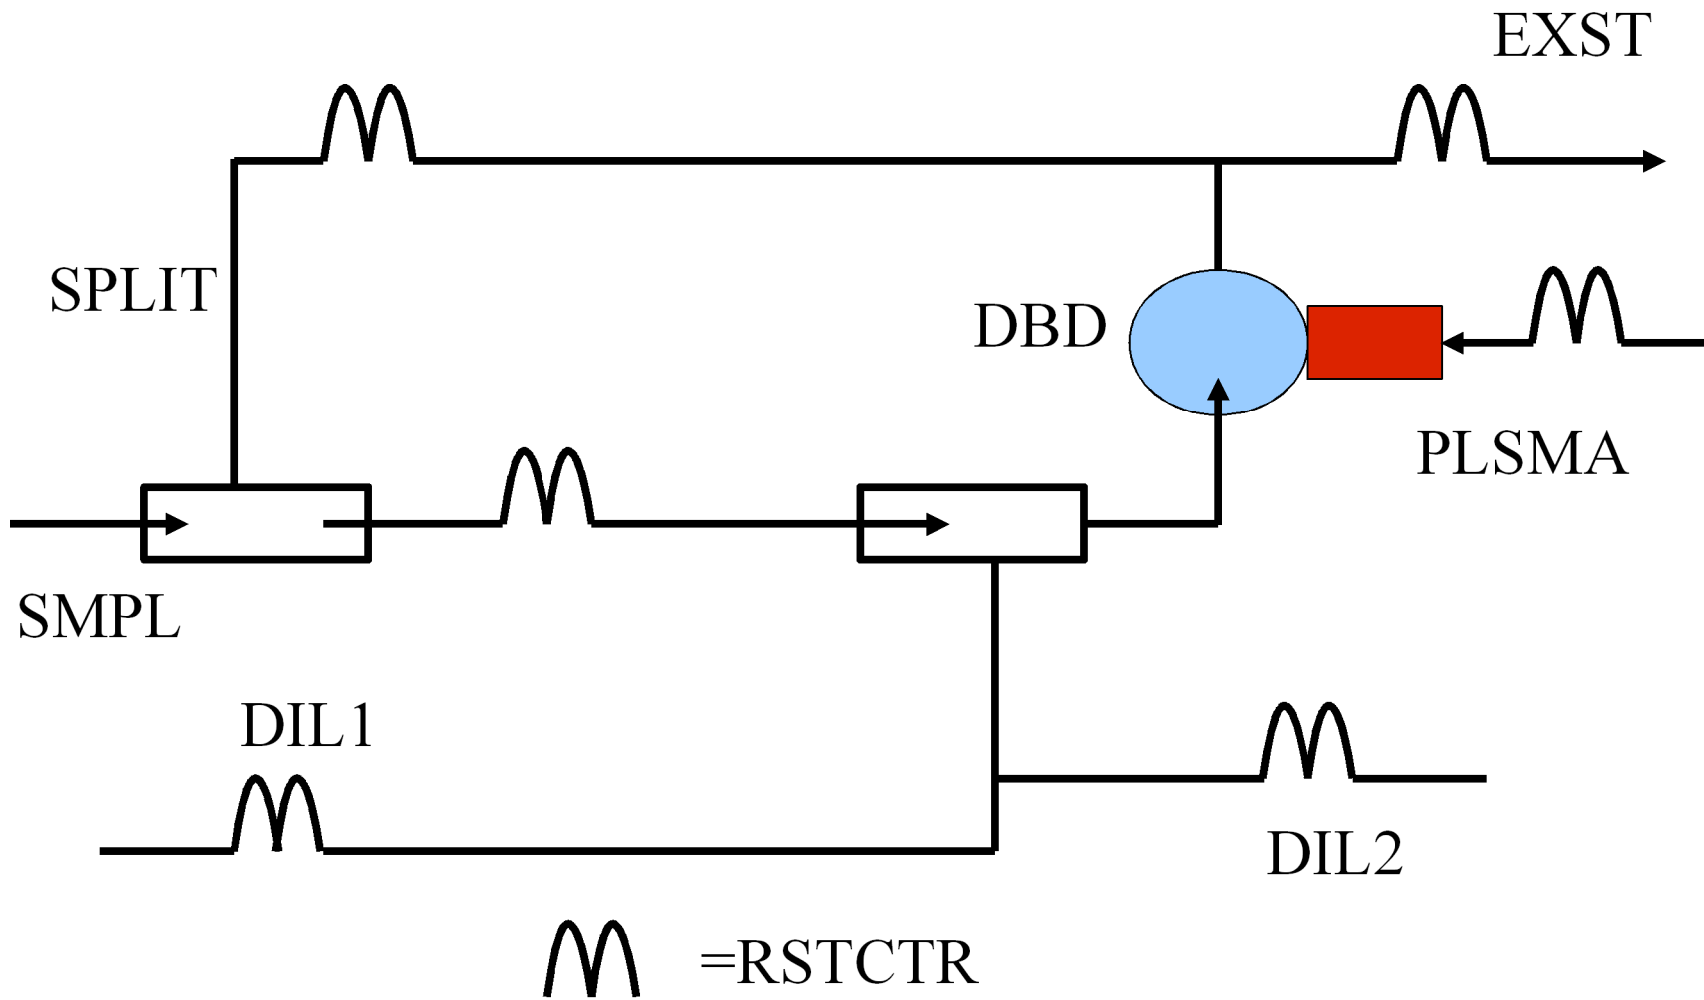 EXST
SPLIT
DBD
PLSMA
SMPL
DIL1
DIL2
=RSTCTR